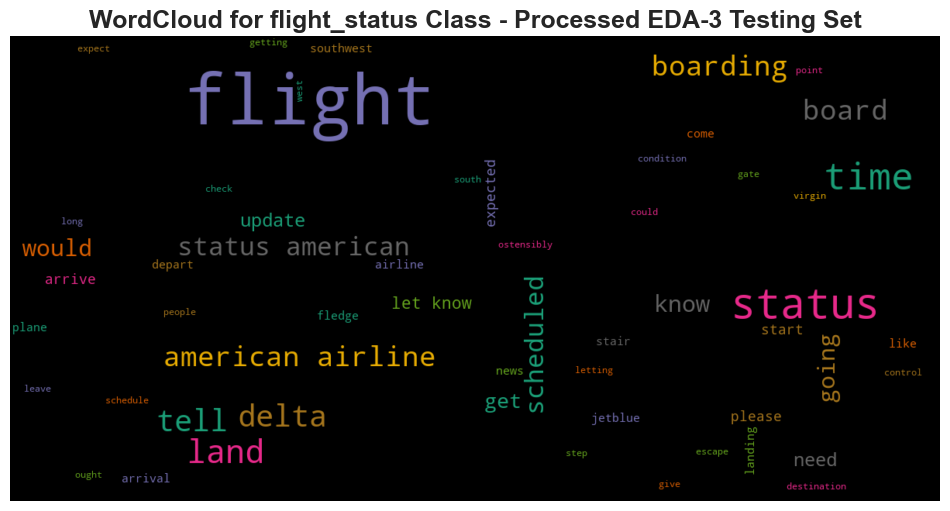 WordCloud for flight_status Class - Processed EDA-3 Testing Set
expect
getting
southwest
flight
west
boarding
point
board
come
condition
gate
time
virgin
could
check
south
expected
long
update
would
status american
ostensibly
depart
airline
arrive
people
let know
fledge
plane
scheduled
know
status
start
stair
going
like
american airline
news
letting
control
leave
schedule
tell
delta
get
jetblue
please
land
step
escape
landing
need
ought
arrival
give
destination